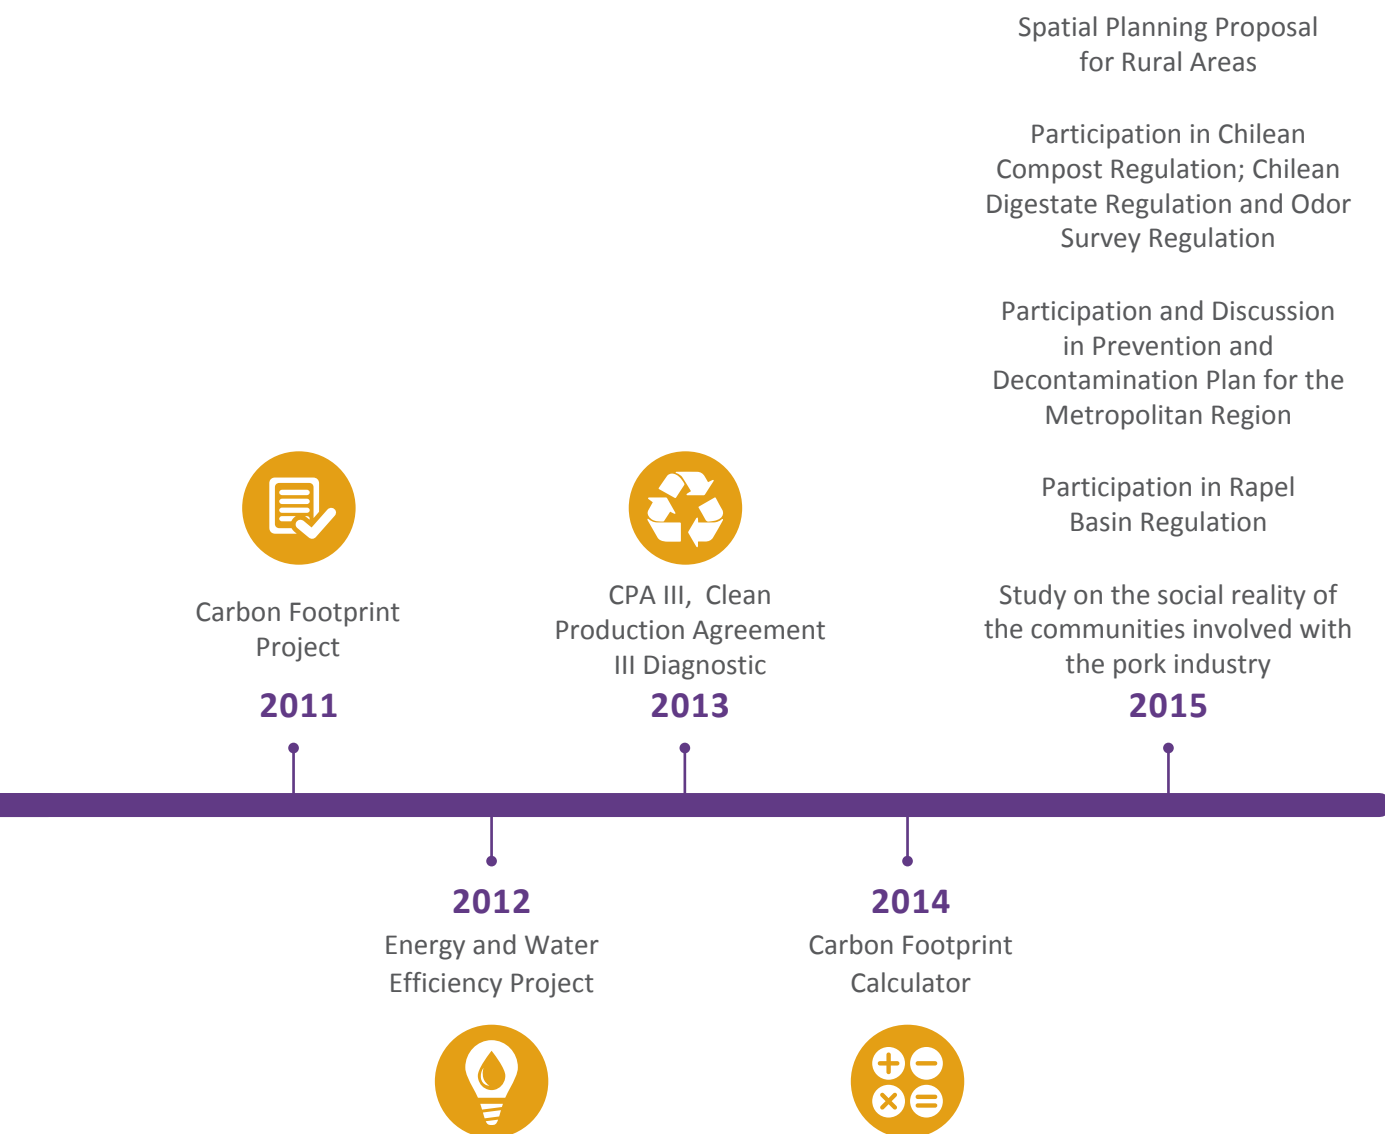 Spatial Planning Proposal
for Rural Areas
Participation in Chilean
Compost Regulation; Chilean
Digestate Regulation and Odor
Survey Regulation
Participation and Discussion
in Prevention and
Decontamination Plan for the
Metropolitan Region
Participation in Rapel
Basin Regulation
Study on the social reality of
the communities involved with
the pork industry
2015
Carbon Footprint
Project
2011
CPA III, Clean
Production Agreement
III Diagnostic
2013
2012
Energy and Water
Efficiency Project
2014
Carbon Footprint
Calculator